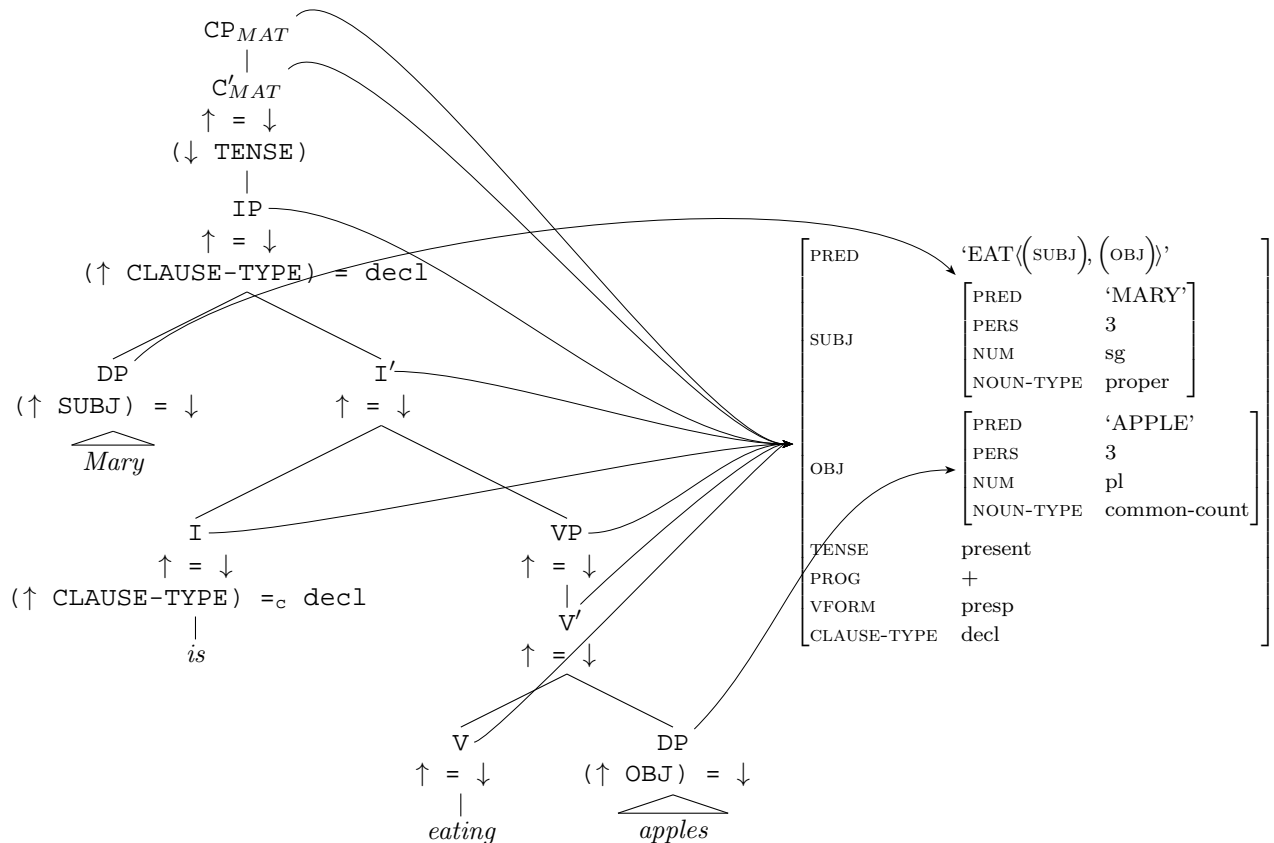 CP_MAT
C′_MAT
↑ = ↓
(↓ TENSE)
IP
↑ = ↓
(↑ CLAUSE-TYPE) = decl
DP
I′
(↑ SUBJ) = ↓
↑ = ↓
Mary
I
VP
↑ = ↓
↑ = ↓
(↑ CLAUSE-TYPE) =c decl
V′
is
↑ = ↓
V
DP
↑ = ↓
(↑ OBJ) = ↓
eating
apples
PRED ‘EAT⟨(SUBJ), (OBJ)⟩’
SUBJ
PRED ‘MARY’
PERS 3
NUM sg
NOUN-TYPE proper
OBJ
PRED ‘APPLE’
PERS 3
NUM pl
NOUN-TYPE common-count
TENSE present
PROG +
VFORM presp
CLAUSE-TYPE decl